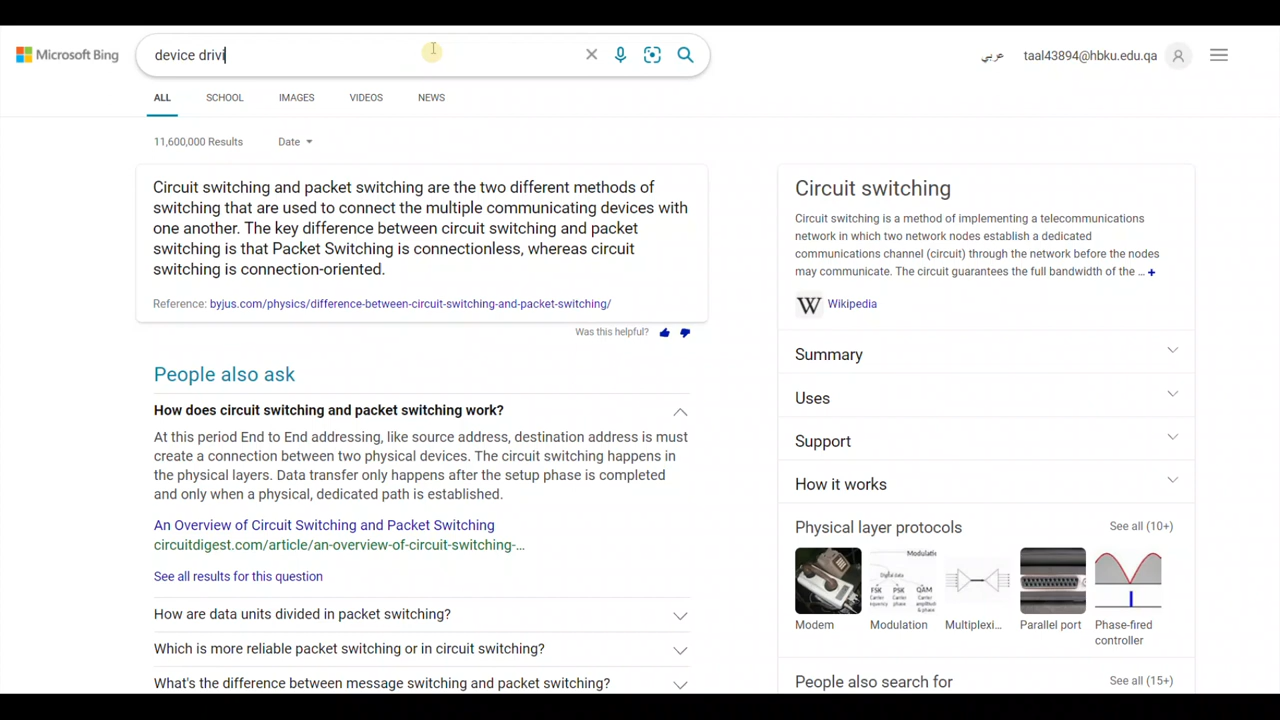 Microsoft Bing
device drivi
عربي
taal43894@hbku.edu.qa
ALL
SCHOOL
IMAGES
VIDEOS
NEWS
11,600,000 Results
Date
Circuit switching and packet switching are the two different methods of
switching that are used to connect the multiple communicating devices with
one another. The key difference between circuit switching and packet
switching is that Packet Switching is connectionless, whereas circuit
switching is connection-oriented.
Reference: byjus.com/physics/difference-between-circuit-switching-and-packet-switching/
Was this helpful?
People also ask
How does circuit switching and packet switching work?
At this period End to End addressing, like source address, destination address is must
create a connection between two physical devices. The circuit switching happens in
the physical layers. Data transfer only happens after the setup phase is completed
and only when a physical, dedicated path is established.
An Overview of Circuit Switching and Packet Switching
circuitdigest.com/article/an-overview-of-circuit-switching-…
See all results for this question
How are data units divided in packet switching?
Which is more reliable packet switching or in circuit switching?
What's the difference between message switching and packet switching?
Circuit switching
Circuit switching is a method of implementing a telecommunications
network in which two network nodes establish a dedicated
communications channel (circuit) through the network before the nodes
may communicate. The circuit guarantees the full bandwidth of the … +
W
Wikipedia
Summary
Uses
Support
How it works
Physical layer protocols
See all (10+)
Modulatio
Digital data
FSK PSK QAM
Modem
Modulation
Multiplexi…
Parallel port
Phase-fired
controller
People also search for
See all (15+)